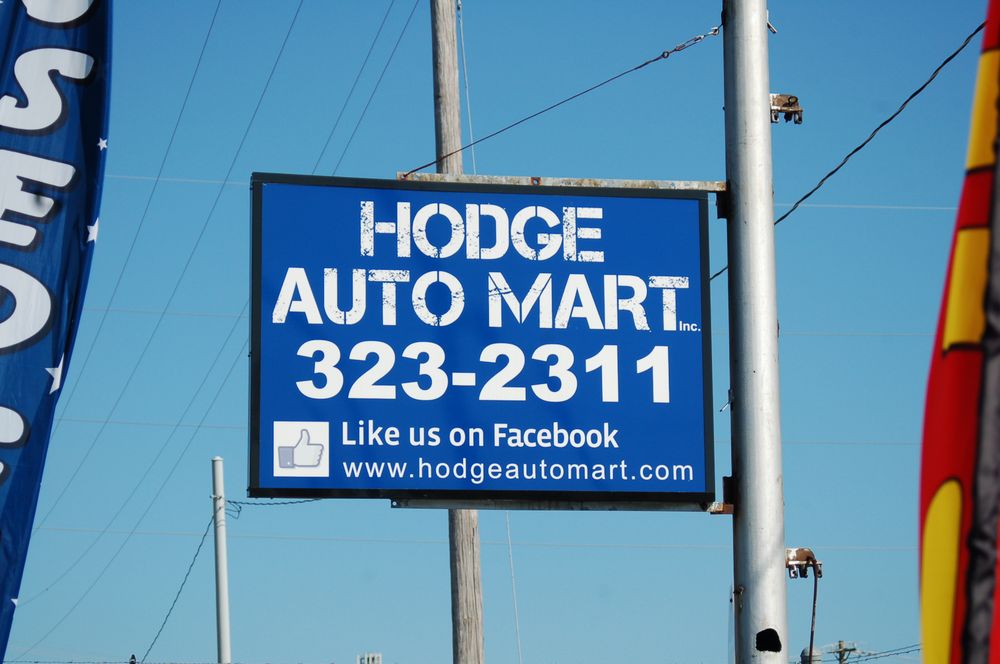 HODGE
AUTO MART Inc.
323-2311
Like us on Facebook
www.hodgeautomart.com